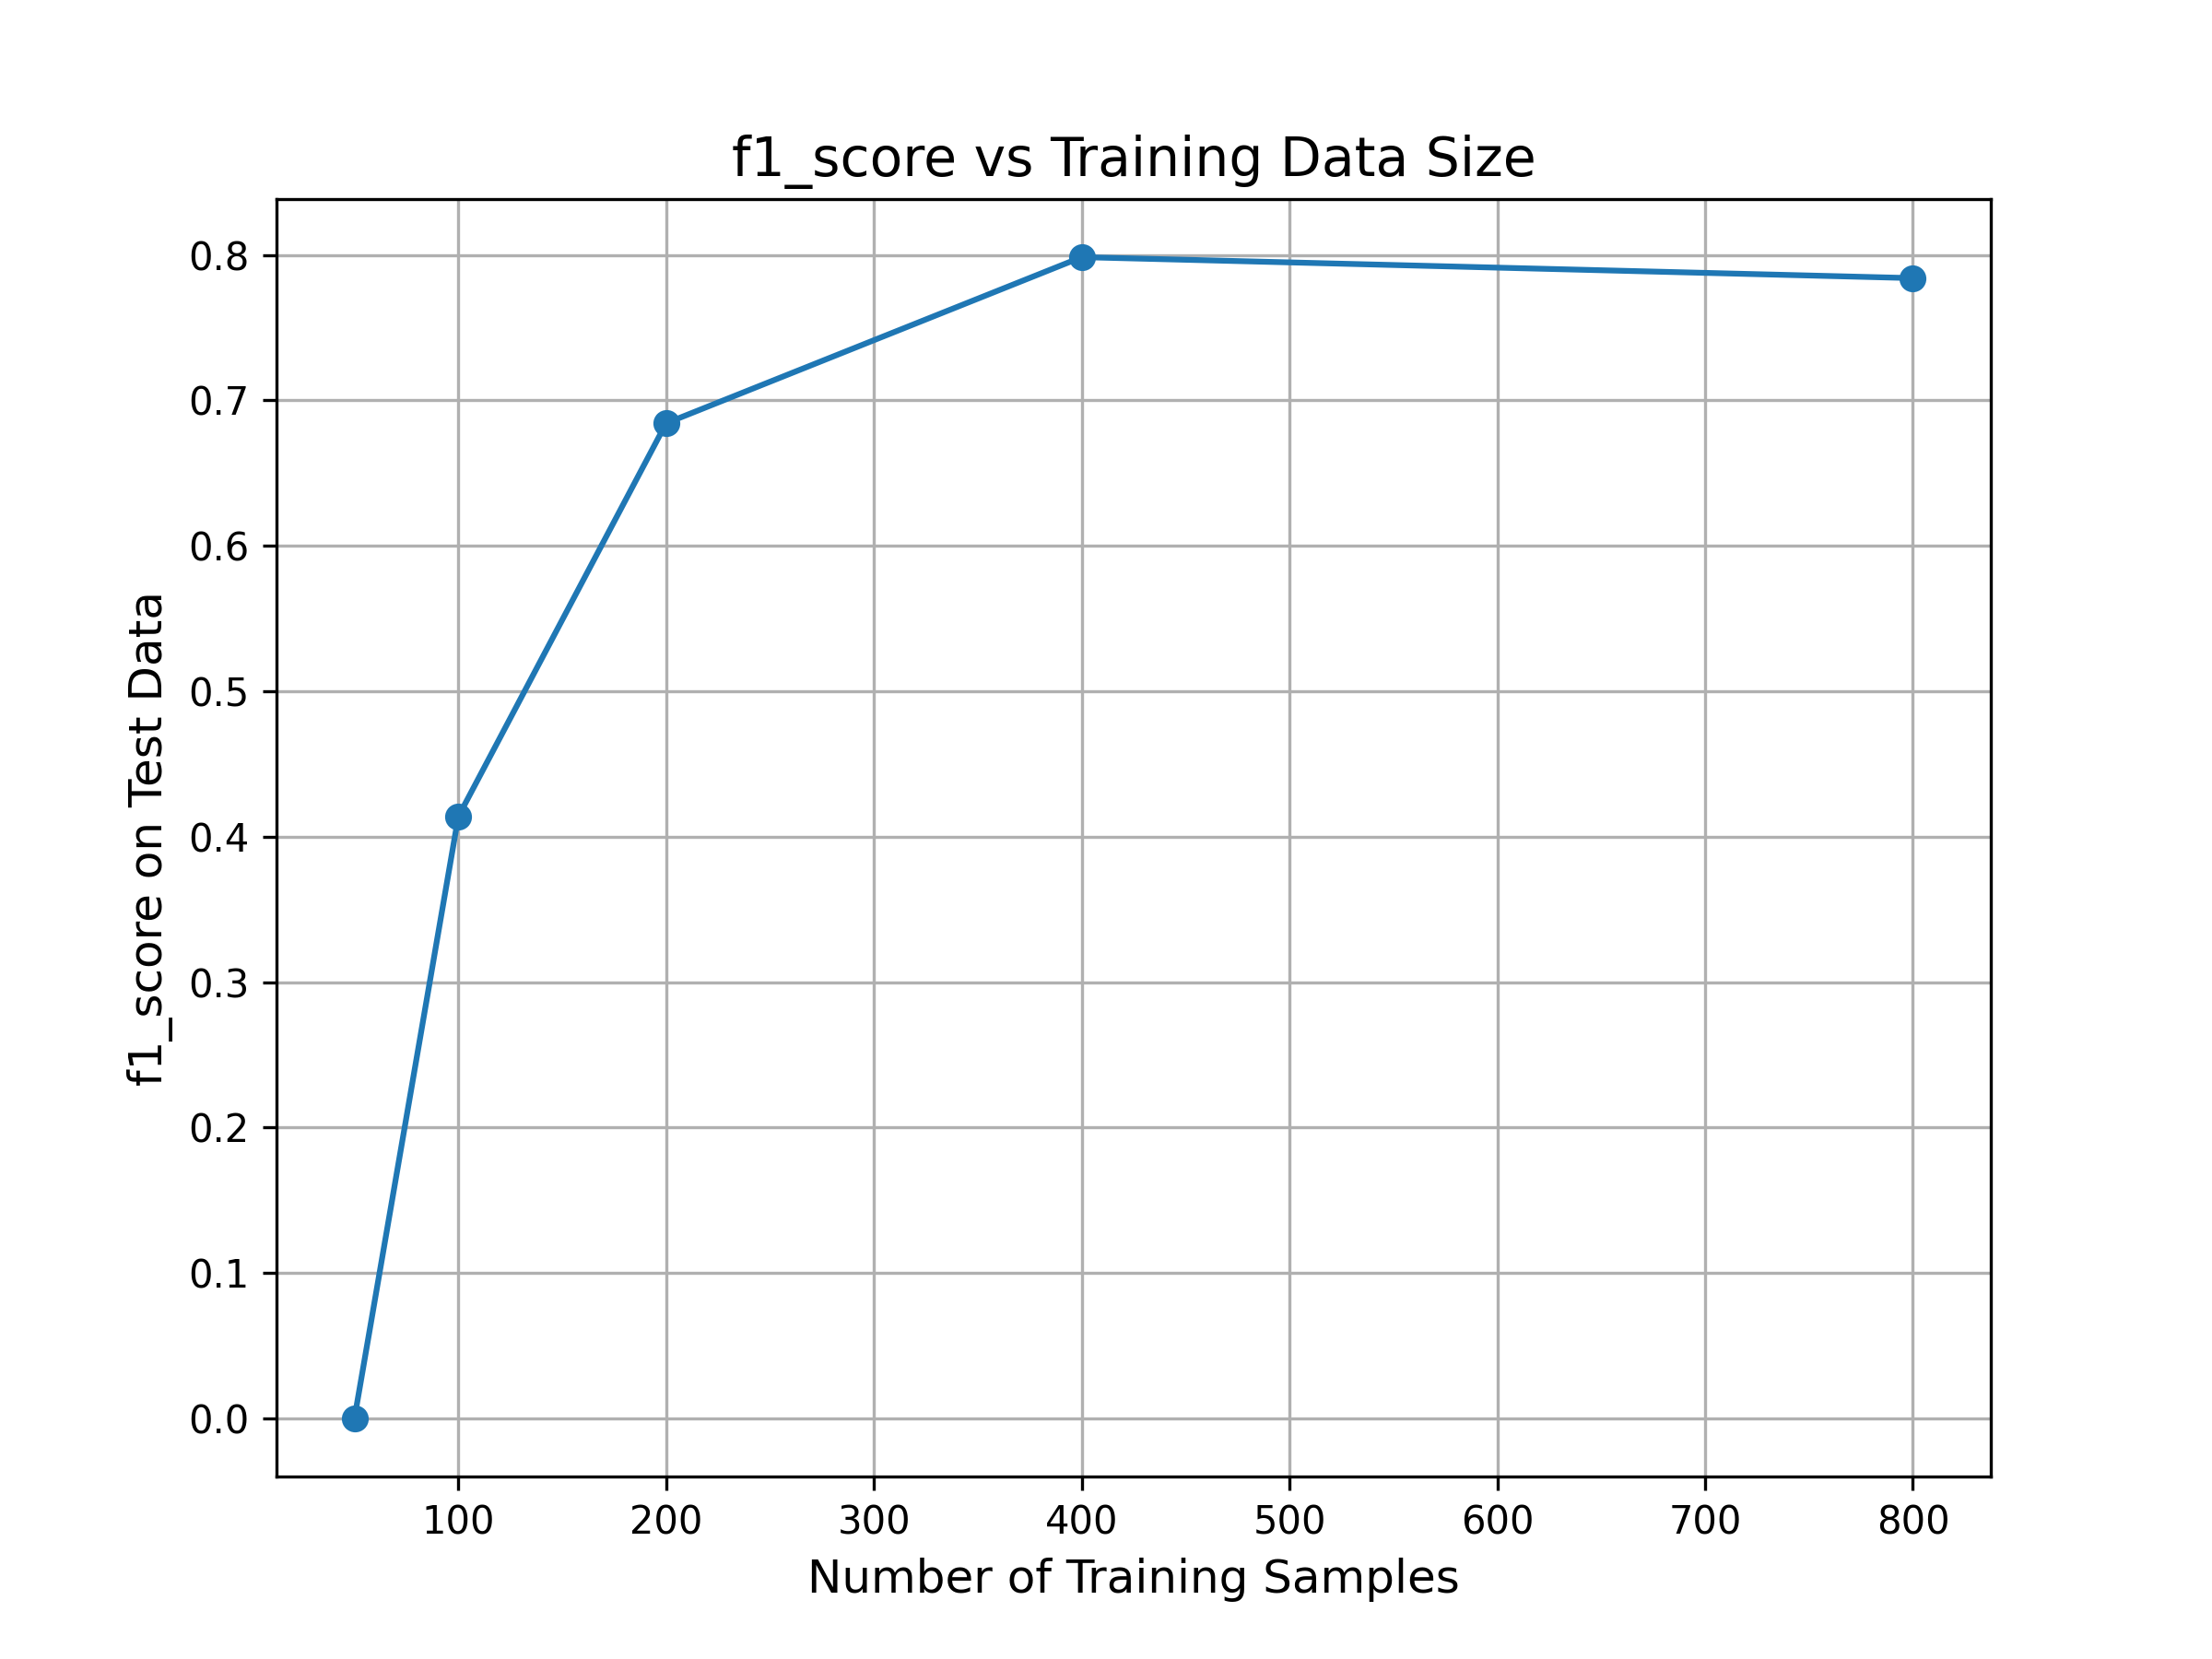 f1_score vs Training Data Size
f1_score on Test Data
0.8
0.7
0.6
0.5
0.4
0.3
0.2
0.1
0.0
100 200 300 400 500 600 700 800
Number of Training Samples